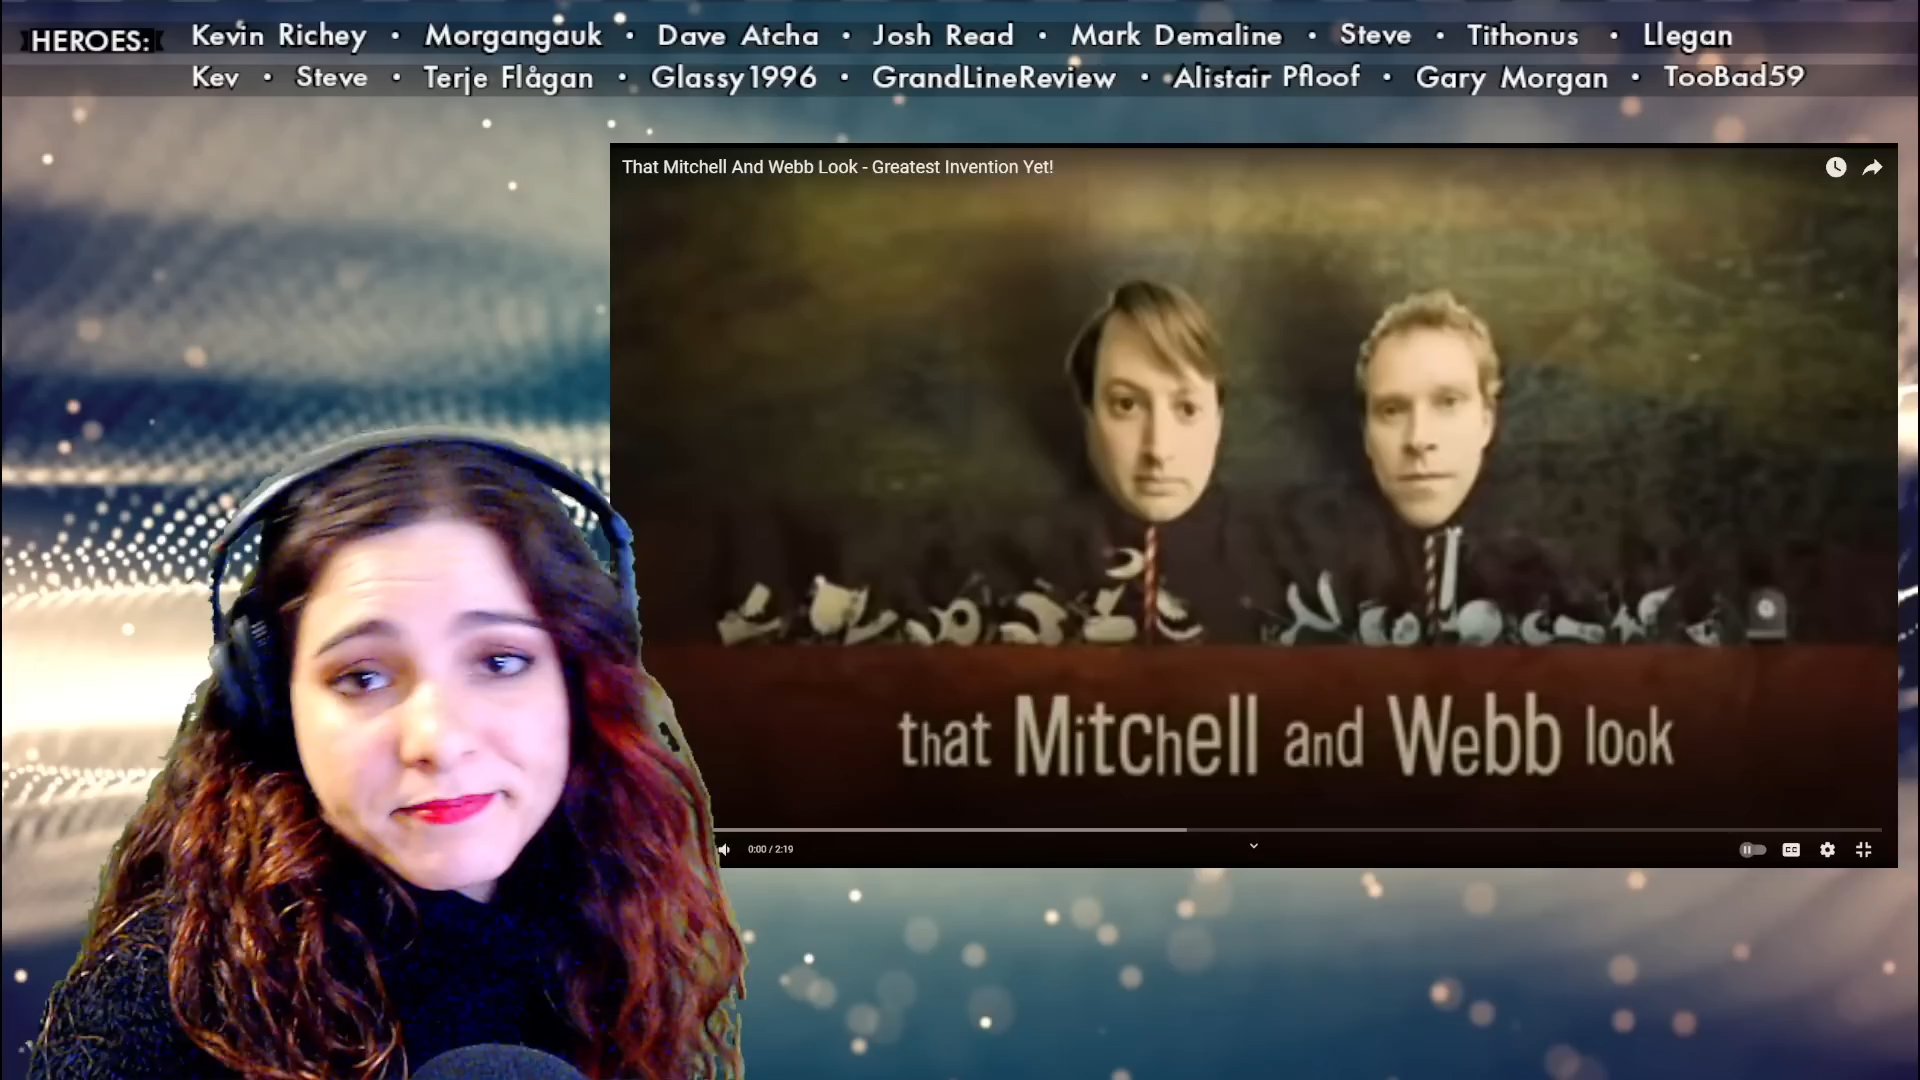 HEROES: Kevin Richey • Morgangauk • Dave Atcha • Josh Read • Mark Demaline • Steve • Tithonus • Llegan
Kev • Steve • Terje Flågan • Glassy1996 • GrandLineReview • Alistair Pfloof • Gary Morgan • TooBad59
That Mitchell And Webb Look - Greatest Invention Yet!
that Mitchell and Webb look
0:00 / 2:19
CC